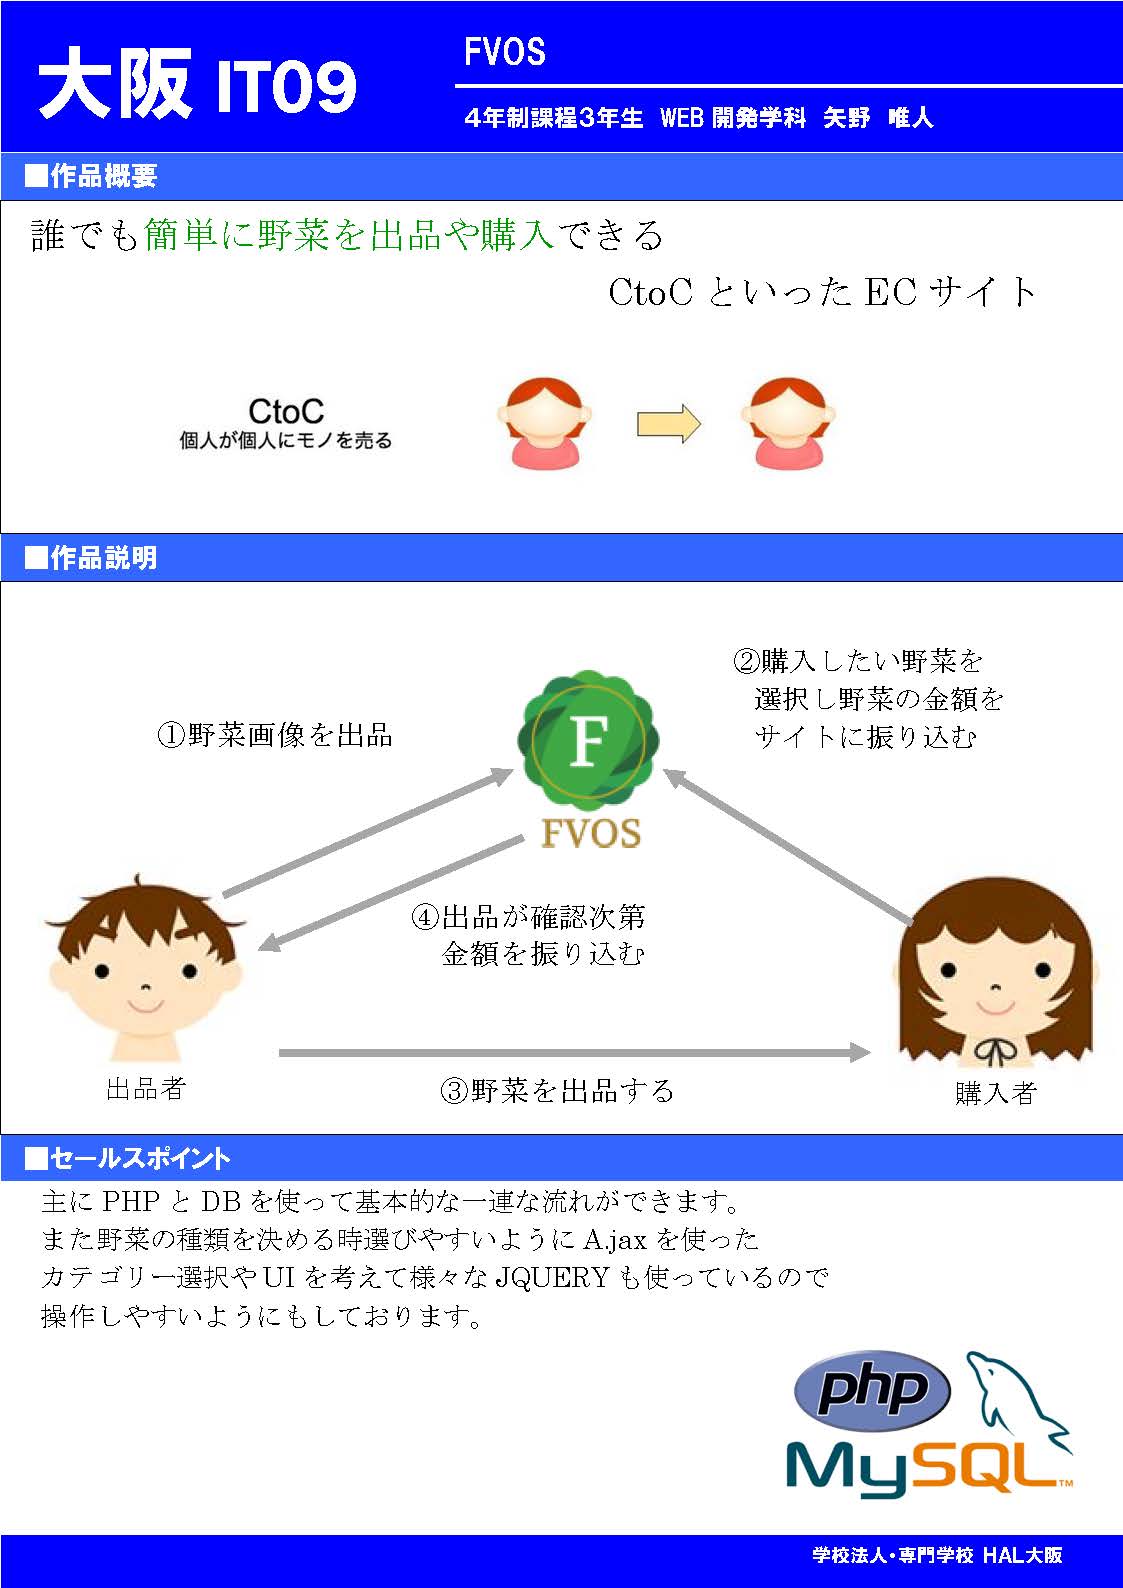 大阪 IT09
FVOS
４年制課程３年生　WEB 開発学科　矢野　唯人
■作品概要
誰でも簡単に野菜を出品や購入できる
CtoC といった EC サイト
CtoC
個人が個人にモノを売る
■作品説明
②購入したい野菜を
選択し野菜の金額を
サイトに振り込む
①野菜画像を出品
F
FVOS
④出品が確認次第
金額を振り込む
出品者
③野菜を出品する
購入者
■セールスポイント
主に PHP と DB を使って基本的な一連な流れができます。
また野菜の種類を決める時選びやすいように A.jax を使った
カテゴリー選択や UI を考えて様々な JQUERY も使っているので
操作しやすいようにもしております。
php
MySQL™
学校法人・専門学校 HAL大阪